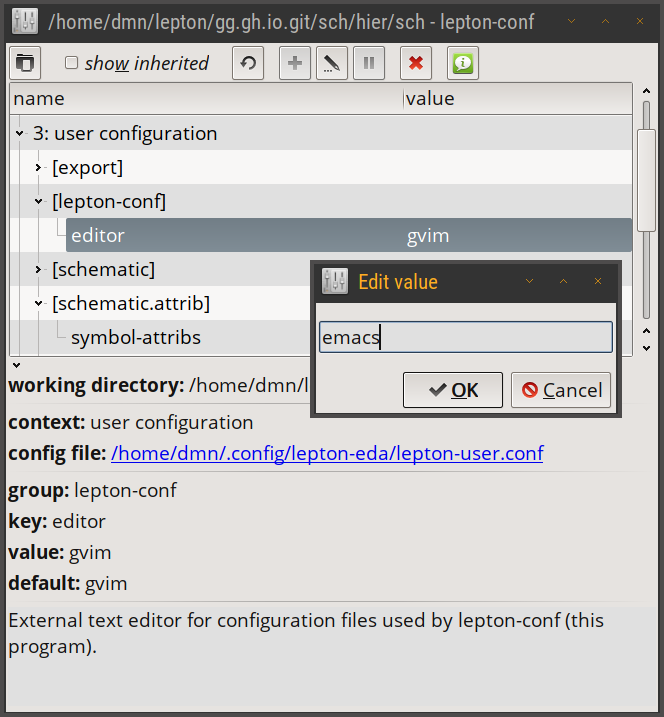 /home/dmn/lepton/gg.gh.io.git/sch/hier/sch - lepton-conf
show inherited
name value
3: user configuration
[export]
[lepton-conf]
editor gvim
[schematic]
[schematic.attrib]
symbol-attribs
Edit value
emacs
OK Cancel
working directory: /home/dmn/l
context: user configuration
config file: /home/dmn/.config/lepton-eda/lepton-user.conf
group: lepton-conf
key: editor
value: gvim
default: gvim
External text editor for configuration files used by lepton-conf (this
program).